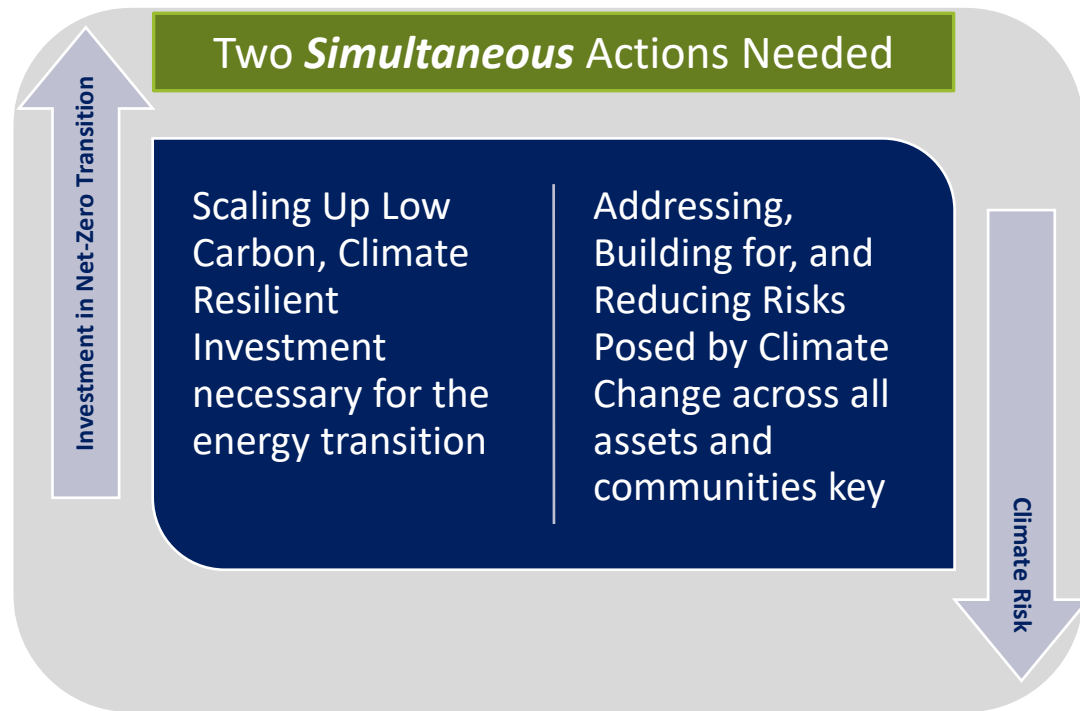 Two Simultaneous Actions Needed
Investment in Net-Zero Transition
Scaling Up Low
Carbon, Climate
Resilient
Investment
necessary for the
energy transition
Addressing,
Building for, and
Reducing Risks
Posed by Climate
Change across all
assets and
communities key
Climate Risk